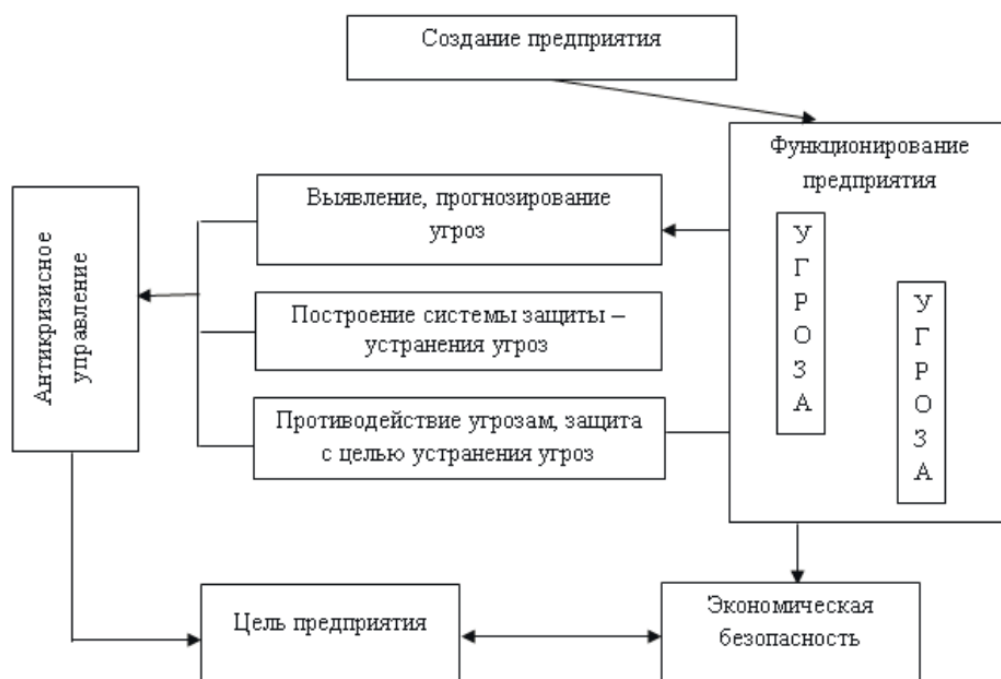 Создание предприятия
Функционирование
предприятия
У
Г
Р
О
З
А
У
Г
Р
О
З
А
Выявление, прогнозирование
угроз
Построение системы защиты –
устранения угроз
Противодействие угрозам, защита
с целью устранения угроз
Антикризисное
управление
Цель предприятия
Экономическая
безопасность